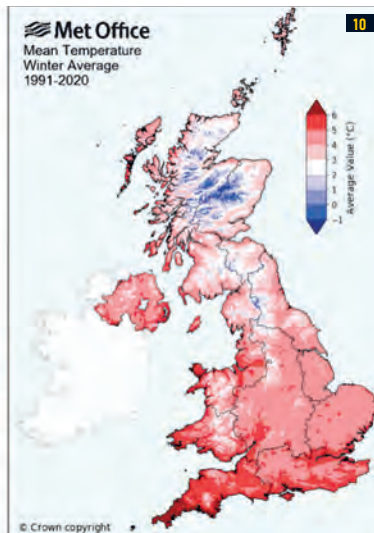 10
Met Office
Mean Temperature
Winter Average
1991-2020
6
5
4
3
2
1
0
-1
Average Value (°C)
© Crown copyright